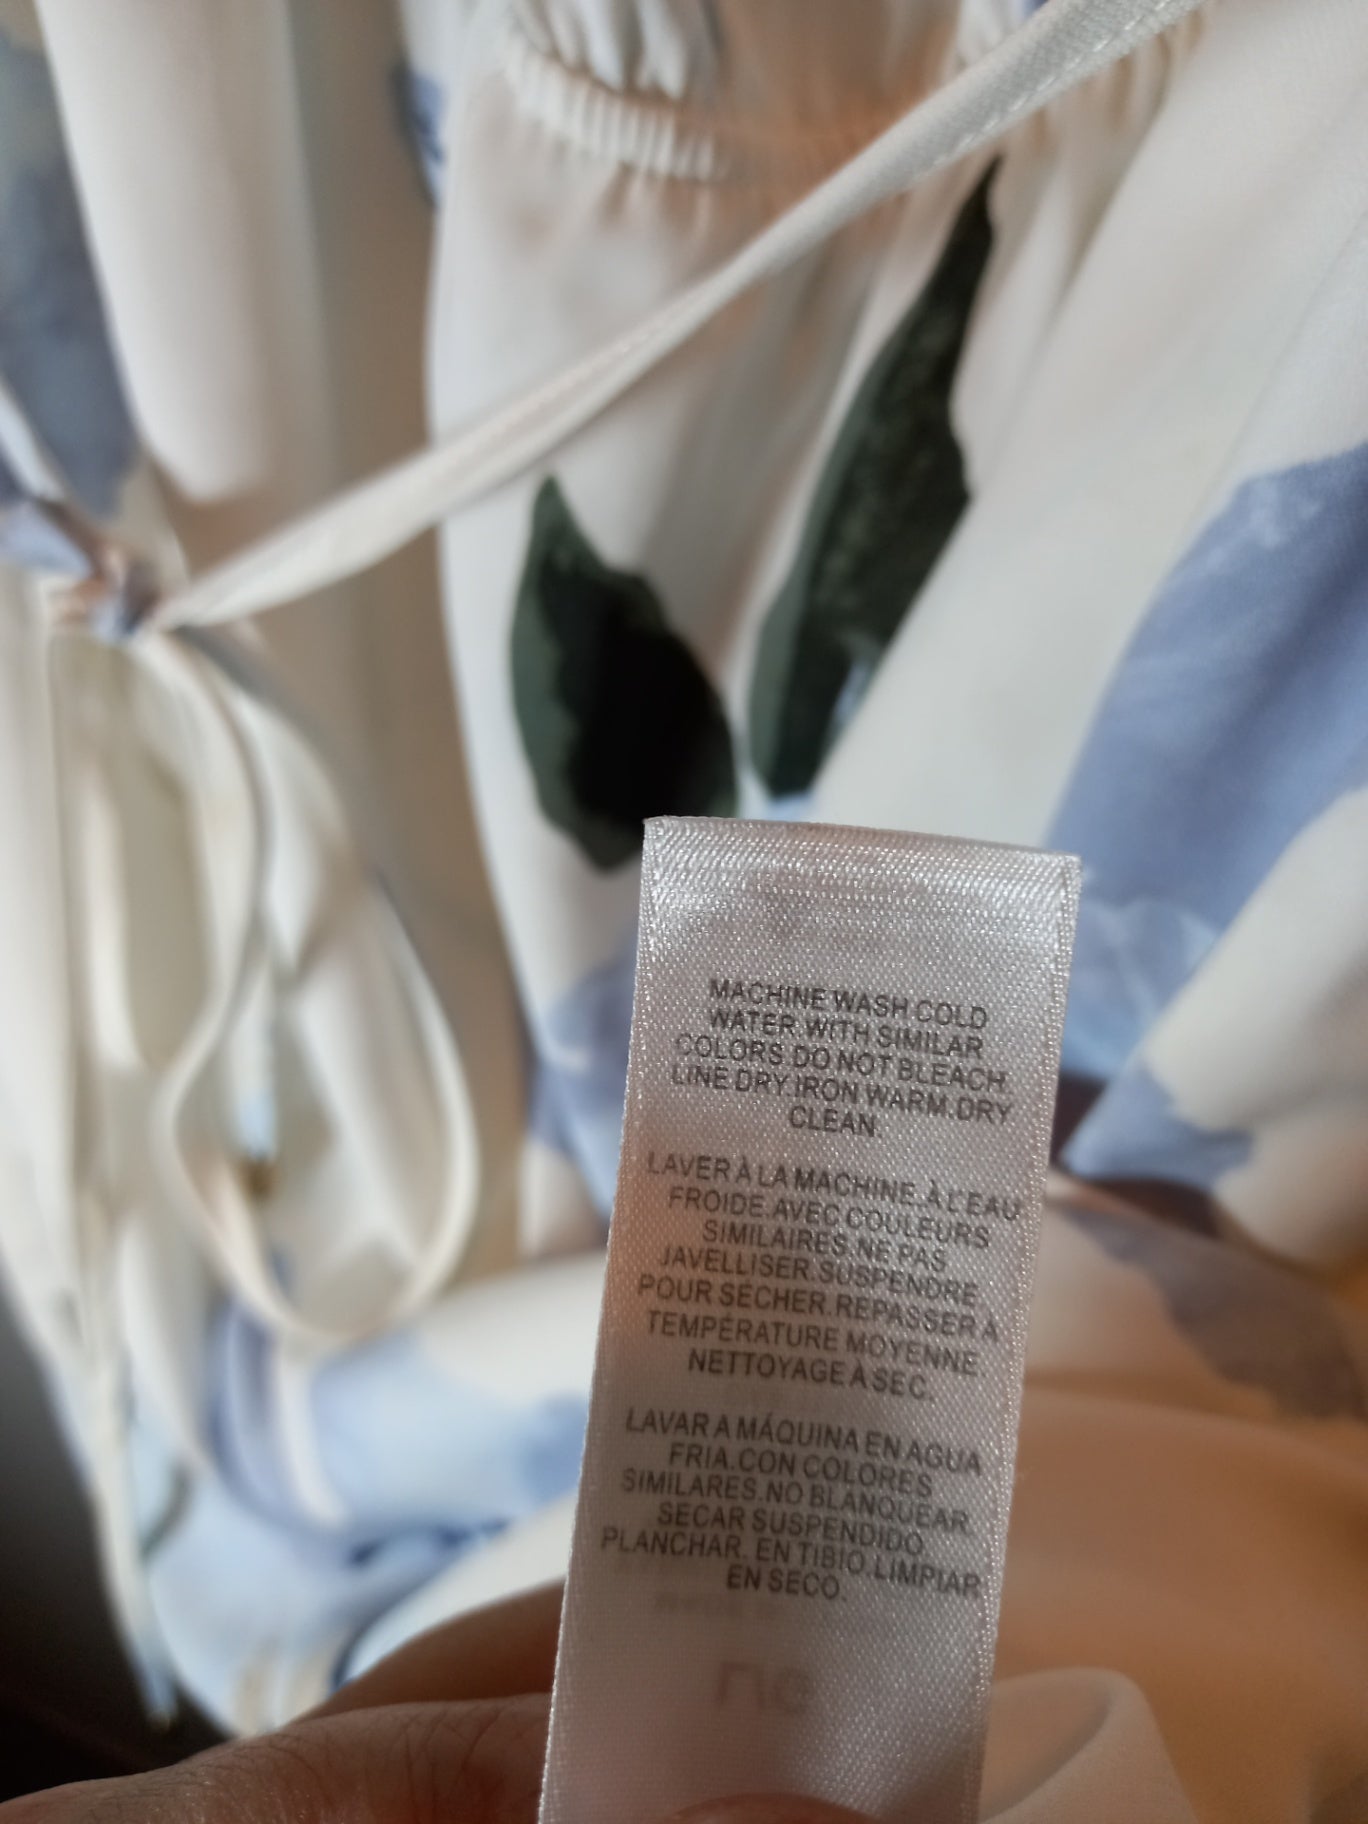 MACHINE WASH COLD
WATER.WITH SIMILAR
COLORS.DO NOT BLEACH.
LINE DRY.IRON WARM.DRY
CLEAN
LAVER À LA MACHINE.À L'EAU
FROIDE.AVEC COULEURS
SIMILAIRES.NE PAS
JAVELLISER.SUSPENDRE
POUR SÉCHER.REPASSER À
TEMPÉRATURE MOYENNE.
NETTOYAGE À SEC.
LAVAR A MÁQUINA EN AGUA
FRIA.CON COLORES
SIMILARES.NO BLANQUEAR.
SECAR SUSPENDIDO.
PLANCHAR. EN TIBIO.LIMPIAR
EN SECO.